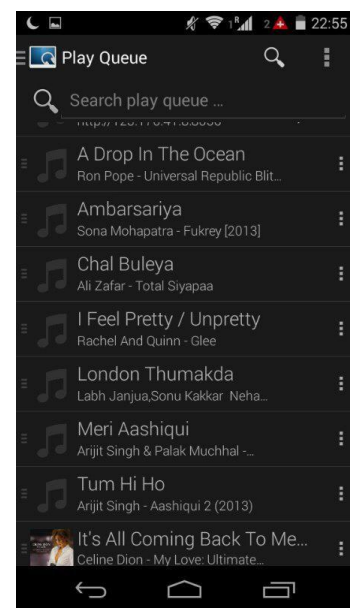 1 R 2 22:55
Play Queue
Search play queue ...
A Drop In The Ocean
Ron Pope - Universal Republic Blit...
Ambarsariya
Sona Mohapatra - Fukrey [2013]
Chal Buleya
Ali Zafar - Total Siyapaa
I Feel Pretty / Unpretty
Rachel And Quinn - Glee
London Thumakda
Labh Janjua,Sonu Kakkar Neha...
Meri Aashiqui
Arijit Singh & Palak Muchhal -...
Tum Hi Ho
Arijit Singh - Aashiqui 2 (2013)
It's All Coming Back To Me...
Celine Dion - My Love: Ultimate...